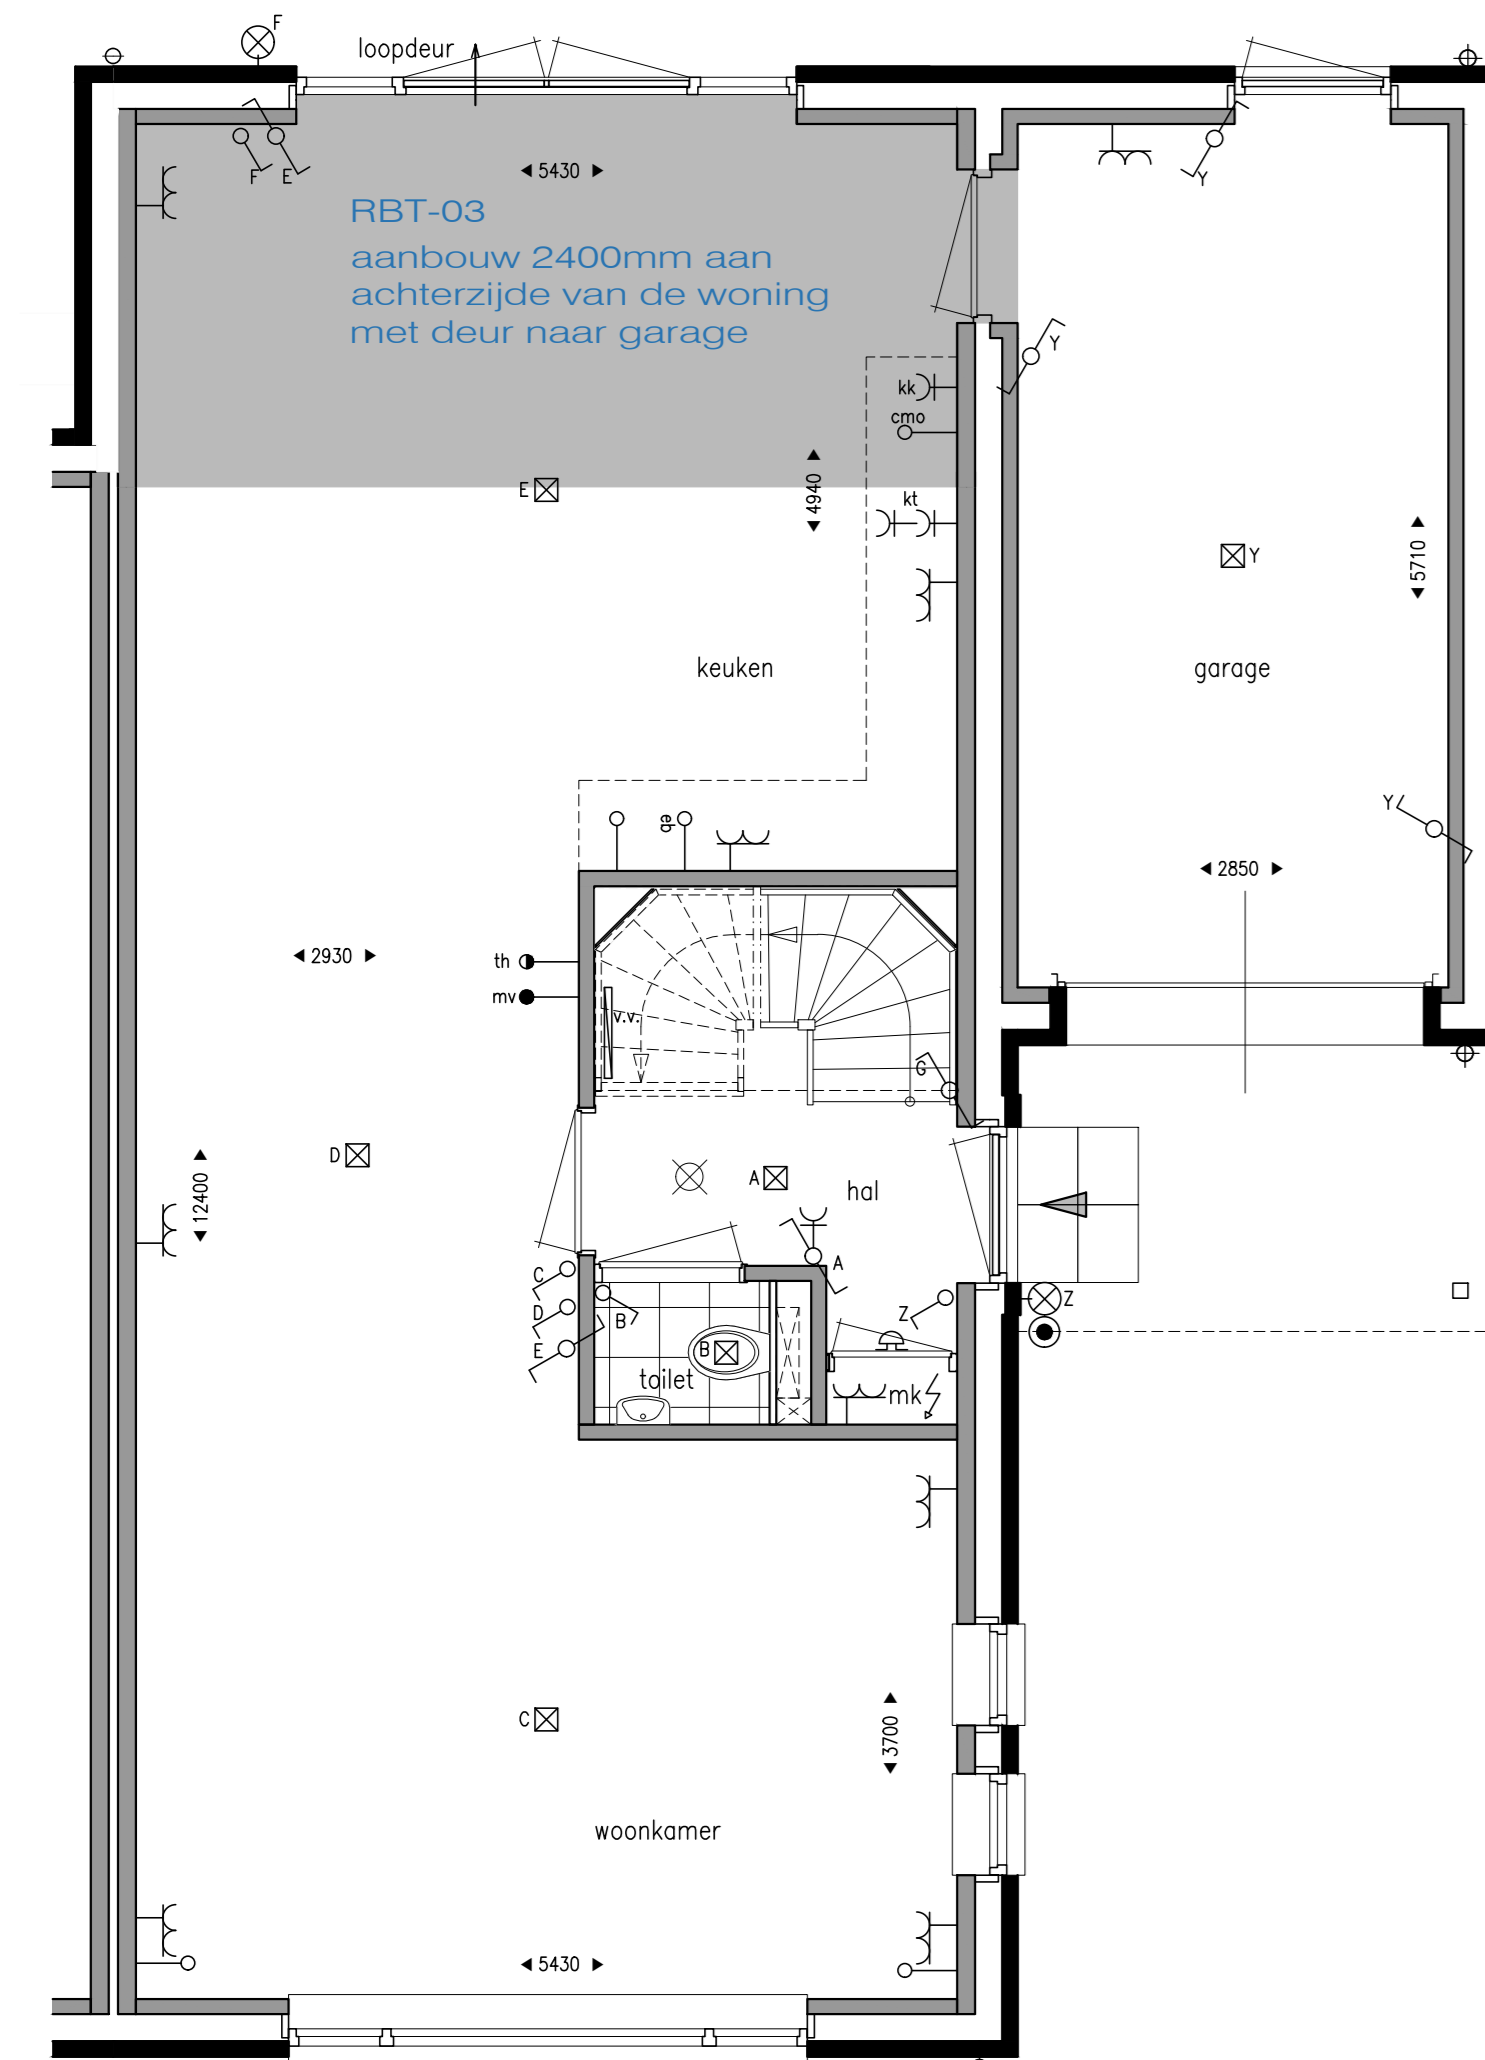 F
loopdeur
F
E
5430
Y
RBT-03
aanbouw 2400mm aan
achterzijde van de woning
met deur naar garage
Y
kk
cmo
E
4940
kt
Y
5710
keuken
garage
Y
eb
2850
2930
th
mv
v.v.
G
D
A
hal
12400
C
A
D
B
Z
Z
E
B
toilet
mk
C
3700
woonkamer
5430